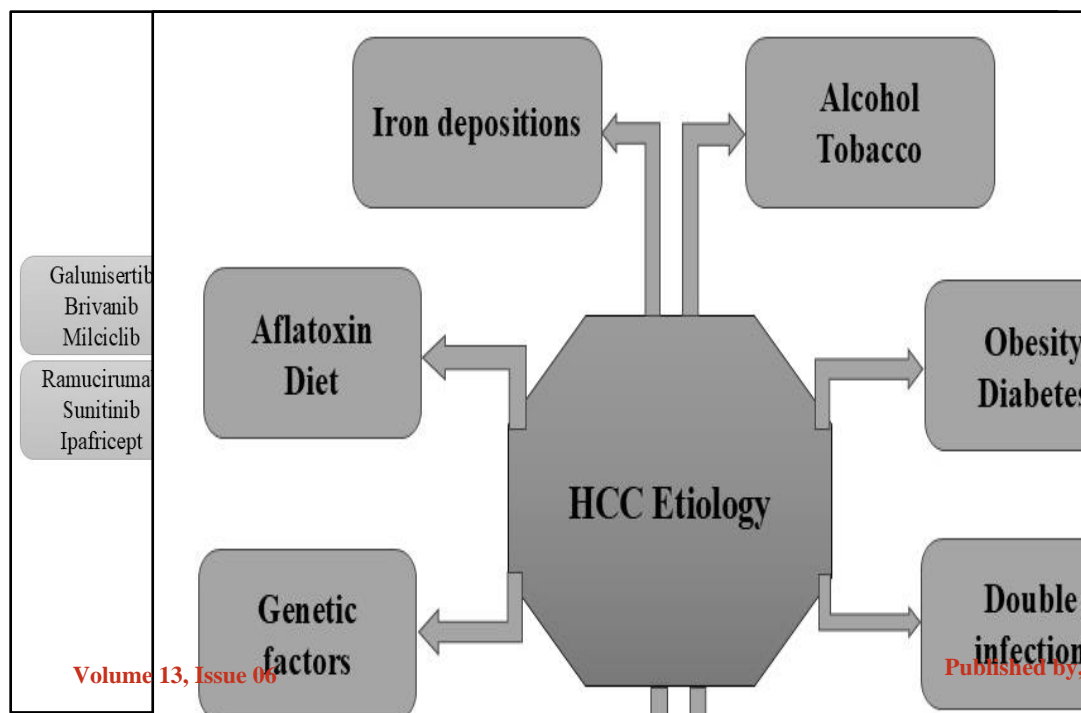 Iron depositions
Alcohol
Tobacco
Galunisertib
Brivanib
Milciclib
Ramuciruma
Sunitinib
Ipafricept
Aflatoxin
Diet
Obesity
Diabetes
HCC Etiology
Genetic
factors
Double
infection
Volume 13, Issue 06
Published by,